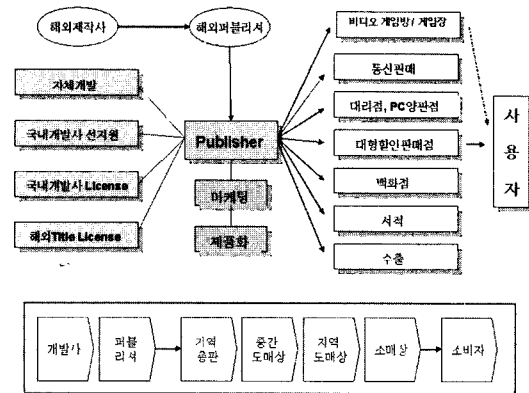 해외제작사
해외퍼블리셔
자체개발
국내개발사 선지원
국내개발사 License
해외Title License
Publisher
마케팅
제품화
비디오 게임방 / 게임장
통신판매
대리점, PC양판점
대형할인판매점
백화점
서적
수출
사
용
자
개발사
퍼블
리셔
지역
총판
중간
도매상
지역
도매상
소매상
소비자